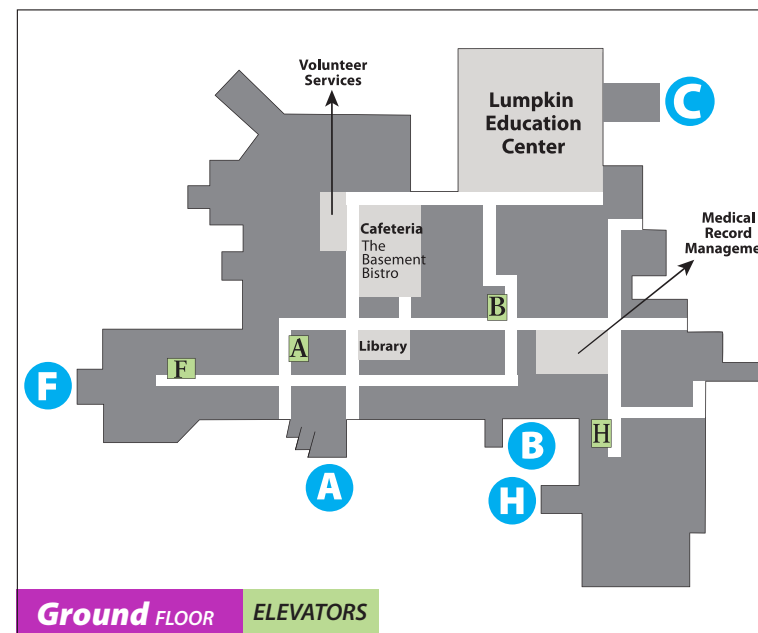 Volunteer
Services
Lumpkin
Education
Center
C
Medical
Record
Manageme
Cafeteria
The
Basement
Bistro
B
A
Library
F
F
H
B
A
H
Ground FLOOR
ELEVATORS